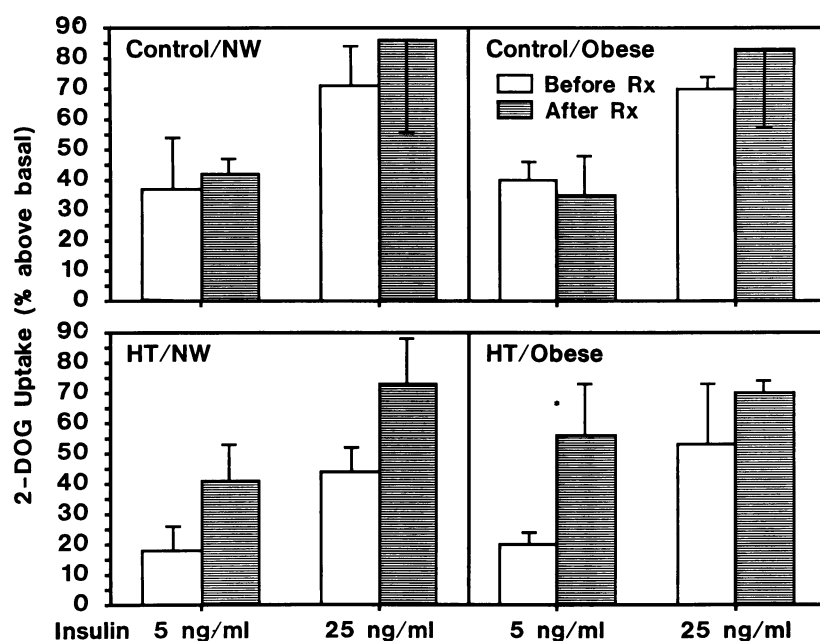 2-DOG Uptake (% above basal)
90
80
70
60
50
40
30
20
10
0
Control/NW
Control/Obese
Before Rx
After Rx
90
80
70
60
50
40
30
20
10
0
HT/NW
HT/Obese
Insulin 5 ng/ml 25 ng/ml 5 ng/ml 25 ng/ml